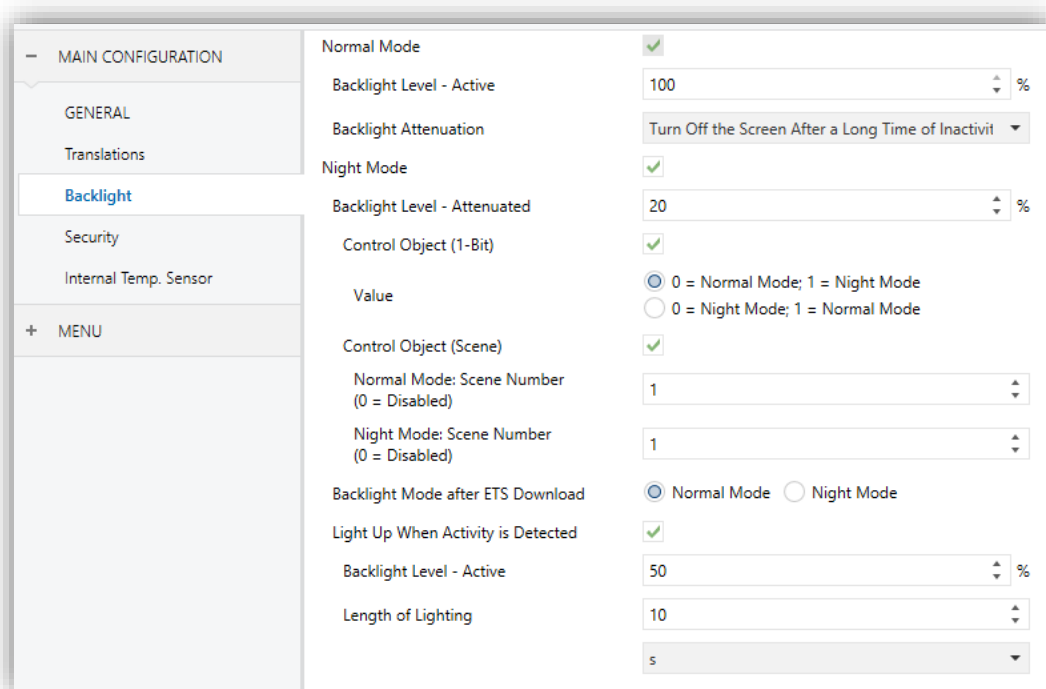 MAIN CONFIGURATION
GENERAL
Translations
Backlight
Security
Internal Temp. Sensor
MENU
Normal Mode
Backlight Level - Active 100 %
Backlight Attenuation Turn Off the Screen After a Long Time of Inactivit
Night Mode
Backlight Level - Attenuated 20 %
Control Object (1-Bit)
Value 0 = Normal Mode; 1 = Night Mode
0 = Night Mode; 1 = Normal Mode
Control Object (Scene)
Normal Mode: Scene Number
(0 = Disabled) 1
Night Mode: Scene Number
(0 = Disabled) 1
Backlight Mode after ETS Download Normal Mode Night Mode
Light Up When Activity is Detected
Backlight Level - Active 50 %
Length of Lighting 10
s